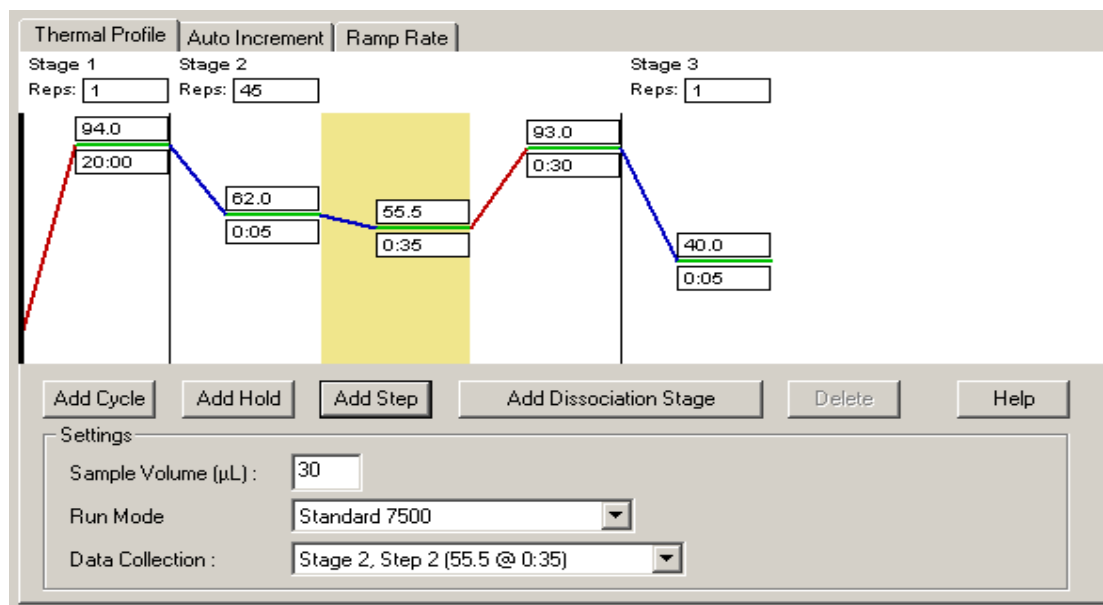 Thermal Profile Auto Increment Ramp Rate
Stage 1 Stage 2 Stage 3
Reps: 1 Reps: 45 Reps: 1
94.0
20:00
62.0
0:05
55.5
0:35
93.0
0:30
40.0
0:05
Add Cycle Add Hold Add Step Add Dissociation Stage Delete Help
Settings
Sample Volume (µL) : 30
Run Mode Standard 7500
Data Collection : Stage 2, Step 2 (55.5 @ 0:35)